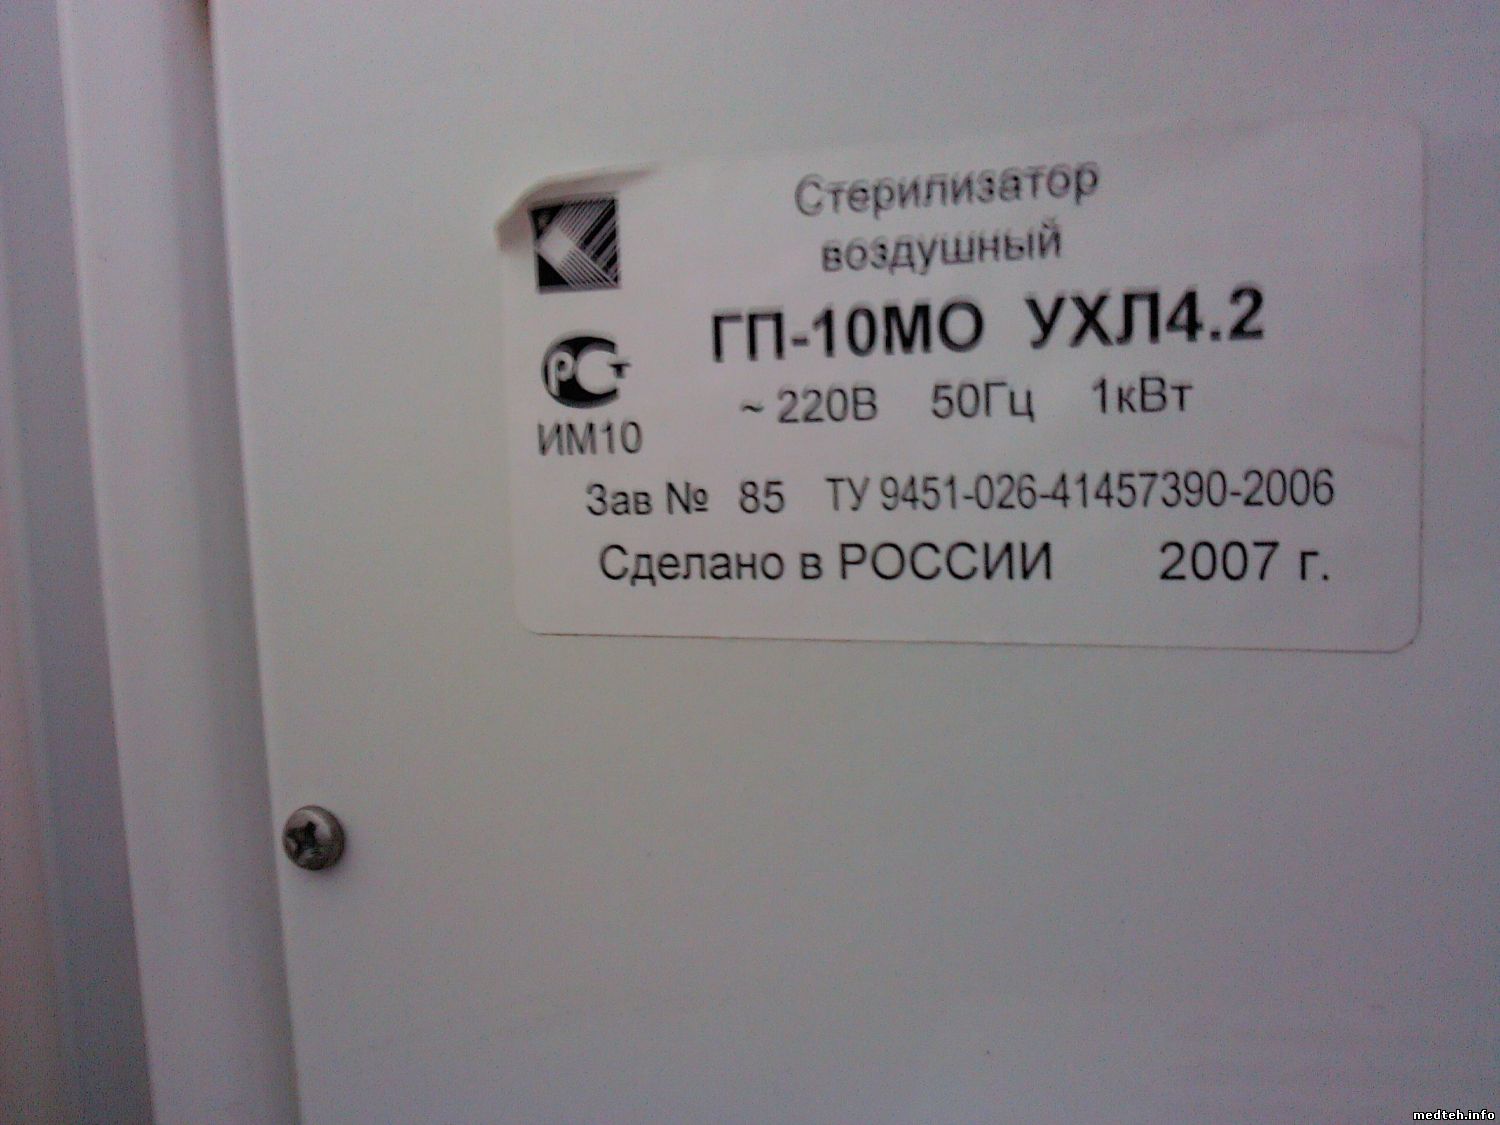 Стерилизатор
воздушный
ГП-10МО УХЛ4.2
~ 220В 50Гц 1кВт
РСТ
ИМ10
Зав № 85 ТУ 9451-026-41457390-2006
Сделано в РОССИИ 2007 г.
medteh.info